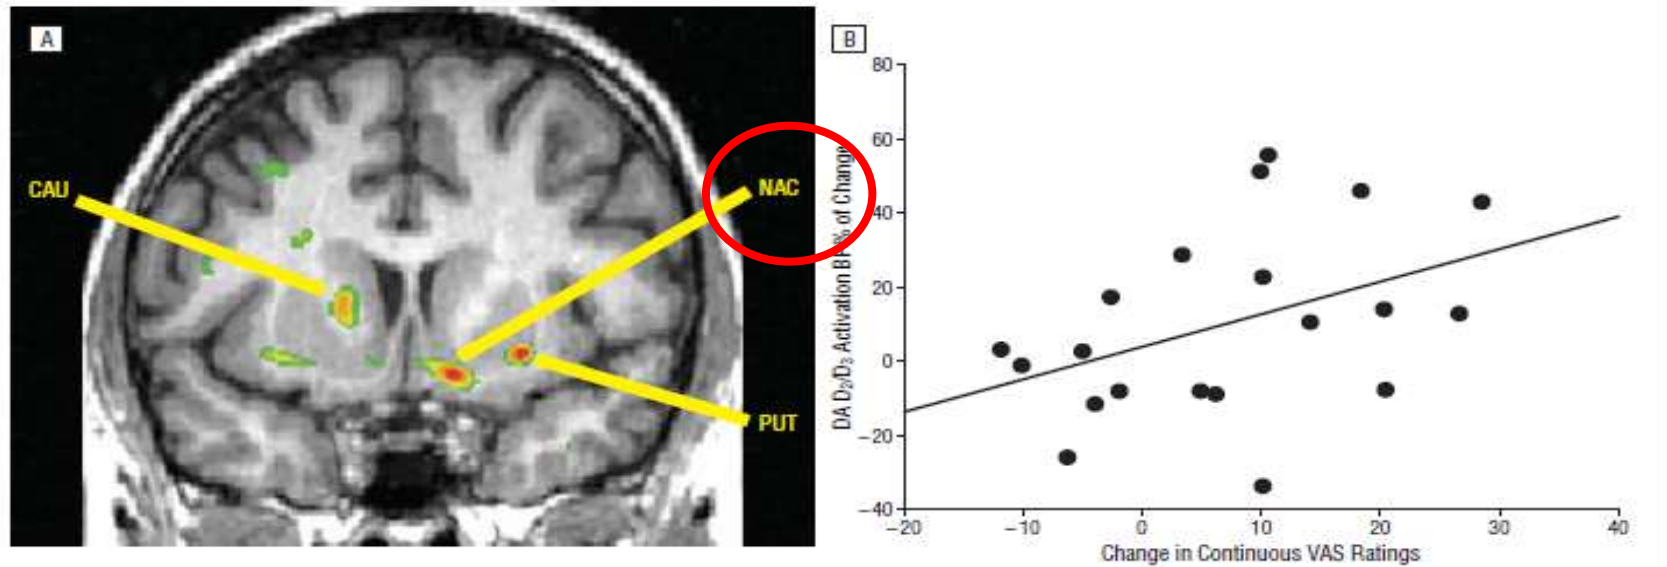 A
CAU
NAC
PUT
B
DA D₂/D₃ Activation BP% of Change
80
60
40
20
0
−20
−40
−20
−10
0
10
20
30
40
Change in Continuous VAS Ratings